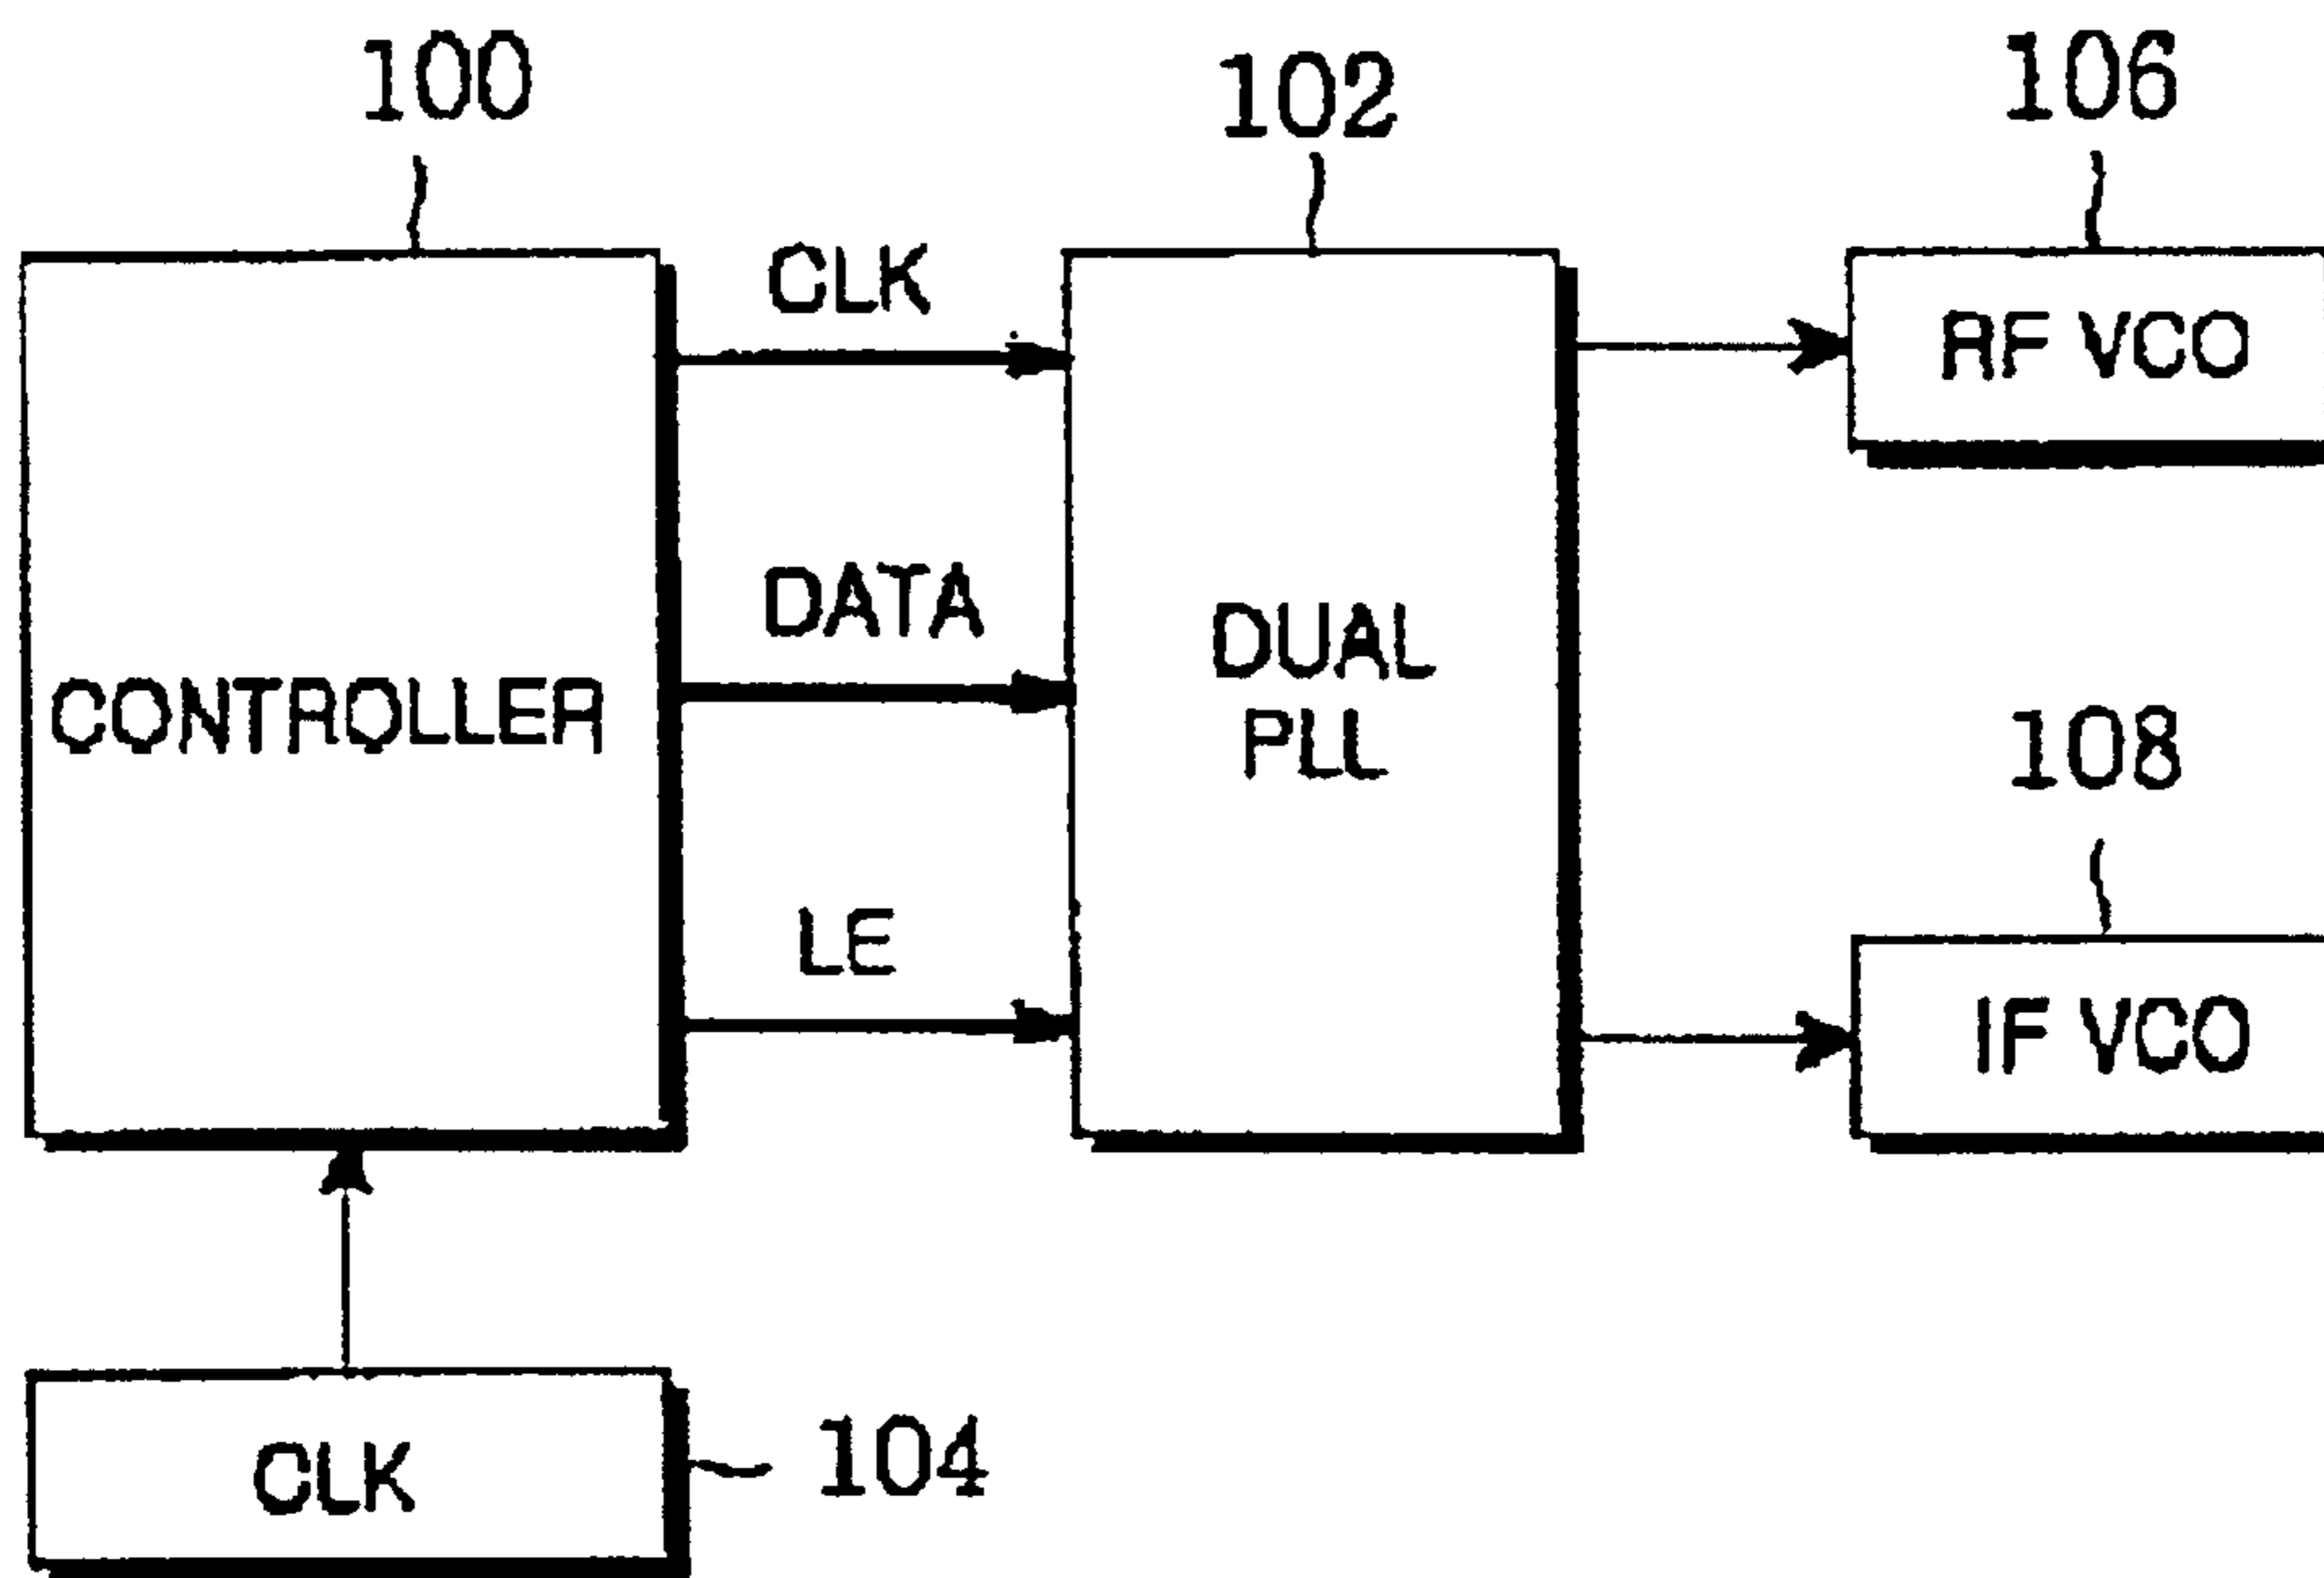 100
102
106
CLK
RF VCO
DATA
DUAL
PLL
CONTROLLER
108
LE
IF VCO
CLK
104